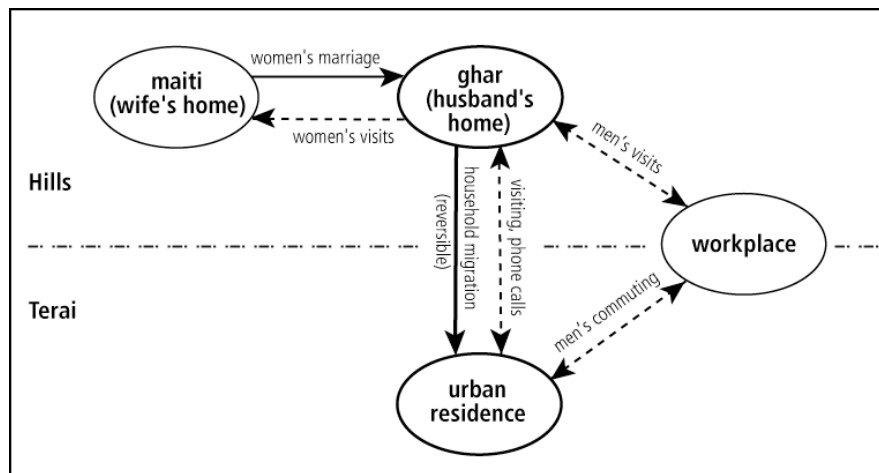 women's marriage
maiti
(wife's home)
ghar
(husband's
home)
women's visits
men's visits
Hills
household migration
(reversible)
visiting, phone calls
workplace
Terai
men's commuting
urban
residence